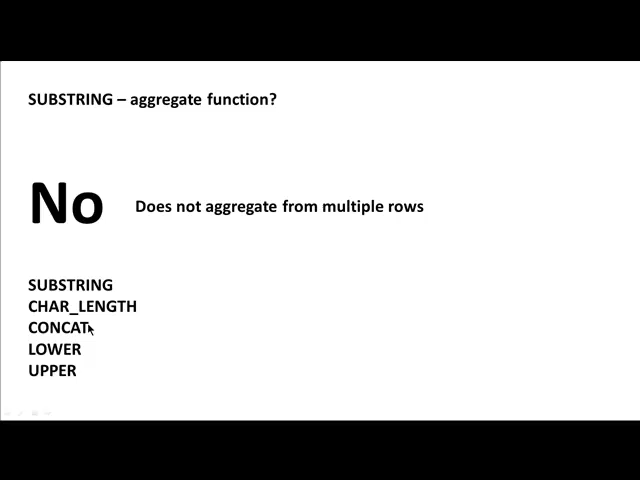 SUBSTRING – aggregate function?
No Does not aggregate from multiple rows
SUBSTRING
CHAR_LENGTH
CONCAT
LOWER
UPPER